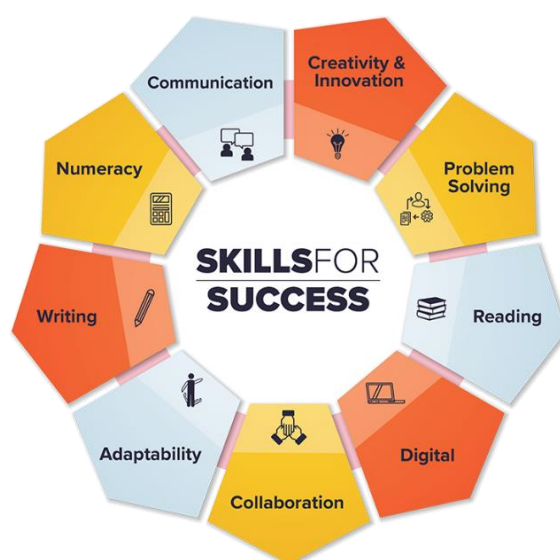 SKILLSFOR
SUCCESS
Communication
Creativity &
Innovation
Problem
Solving
Reading
Digital
Collaboration
Adaptability
Writing
Numeracy